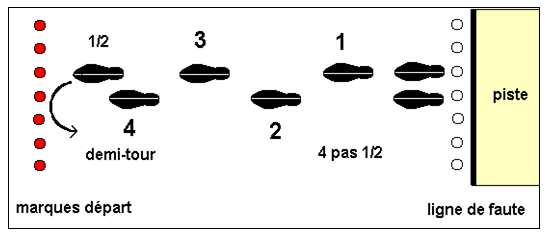 1/2
3
1
4
2
piste
demi-tour
4 pas 1/2
marques départ
ligne de faute